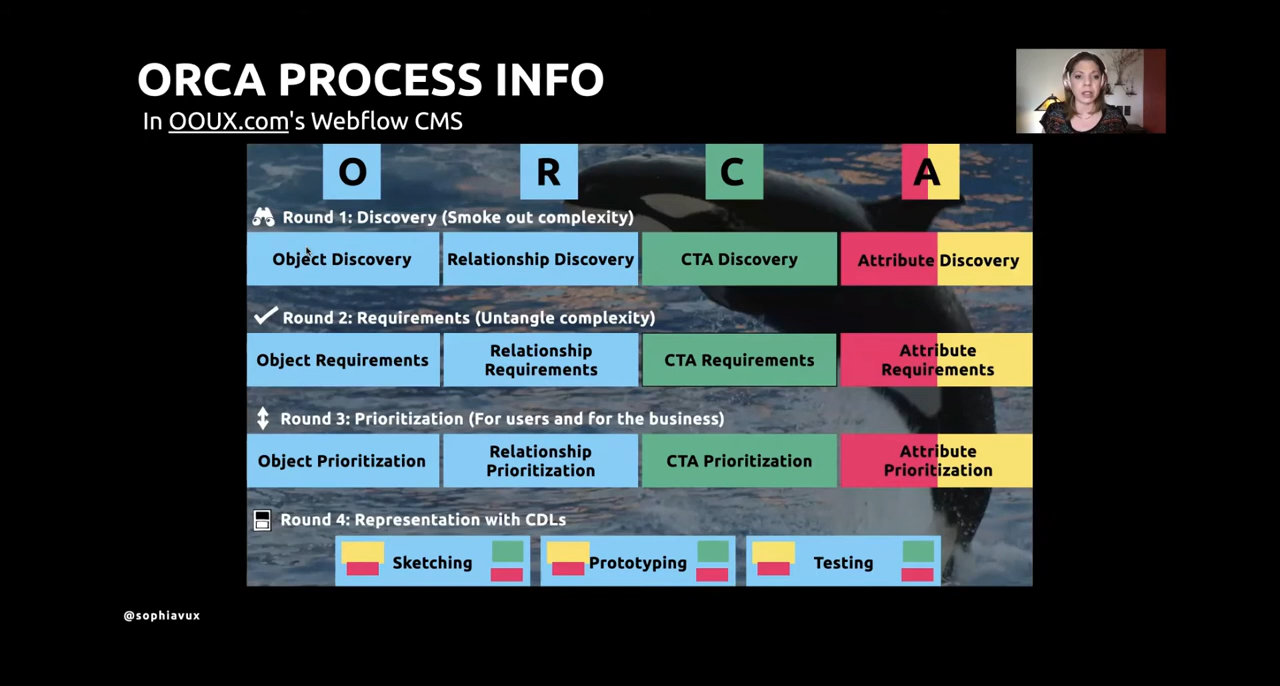 ORCA PROCESS INFO
In OOUX.com's Webflow CMS
O R C A
Round 1: Discovery (Smoke out complexity)
Object Discovery Relationship Discovery CTA Discovery Attribute Discovery
Round 2: Requirements (Untangle complexity)
Object Requirements
Relationship
Requirements
CTA Requirements
Attribute
Requirements
Round 3: Prioritization (For users and for the business)
Object Prioritization
Relationship
Prioritization
CTA Prioritization
Attribute
Prioritization
Round 4: Representation with CDLs
Sketching Prototyping Testing
@sophiavux